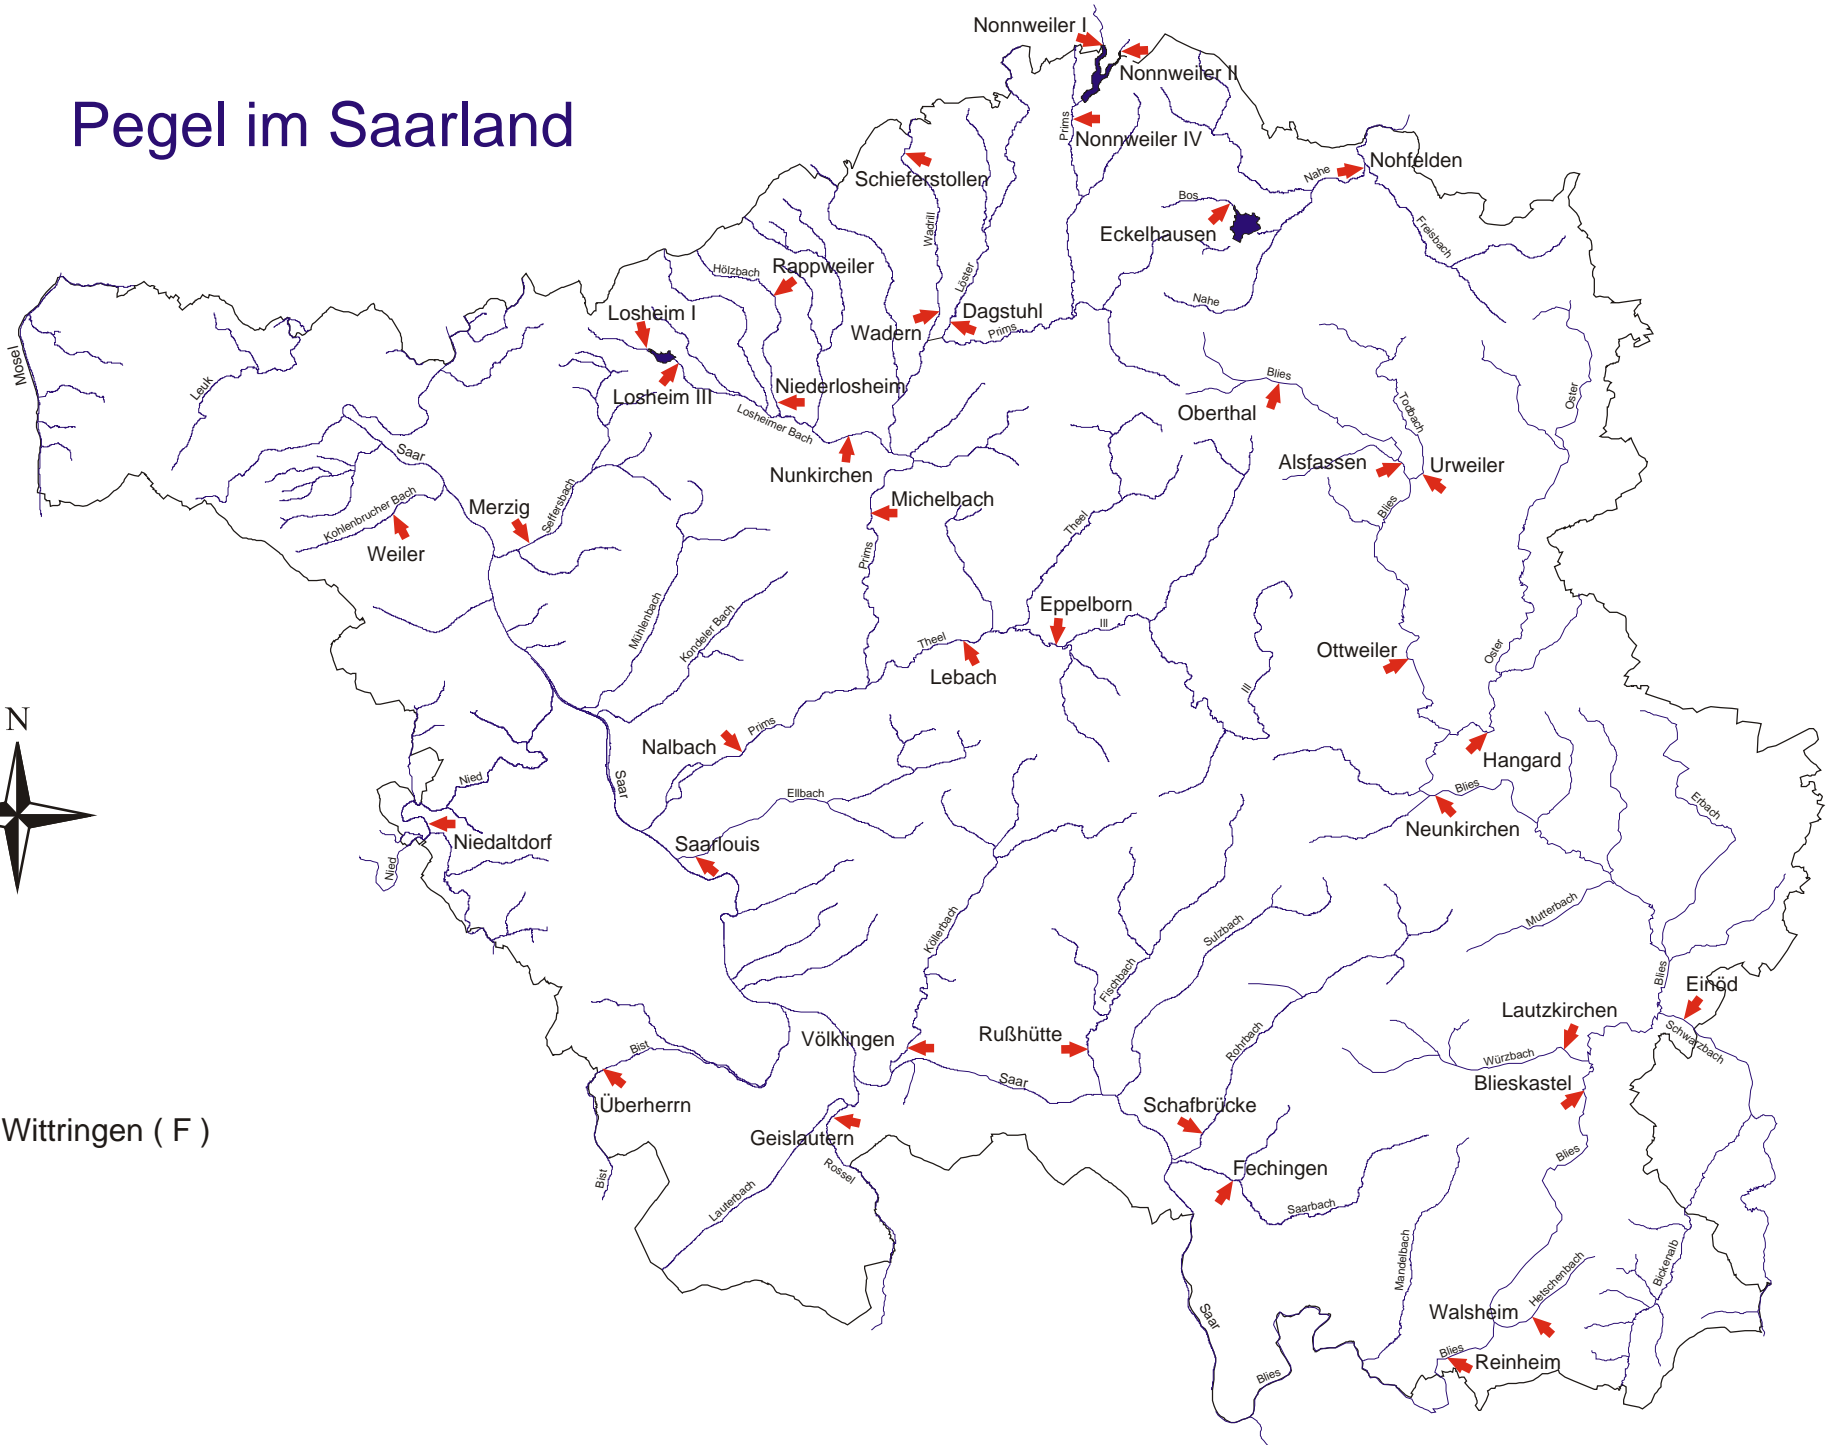 Nonnweiler I
Nonnweiler II
Pegel im Saarland
Prims
Nonnweiler IV
Nohfelden
Schieferstollen
Nahe
Bos
Wadrill
Eckelhausen
Freisbach
Hölzbach
Rappweiler
Löster
Nahe
Losheim I
Dagstuhl
Wadern
Prims
Mosel
Leuk
Losheim III
Niederlosheim
Blies
Oberthal
Todbach
Oster
Losheimer Bach
Saar
Nunkirchen
Alsfassen
Urweiler
Kohlenbrucher Bach
Merzig
Seffersbach
Michelbach
Theel
Blies
Weiler
Prims
Eppelborn
Ill
Mühlenbach
Kondeler Bach
Theel
Lebach
Ottweiler
Oster
Ill
N
Prims
Nalbach
Hangard
Nied
Saar
Ellbach
Blies
Erbach
Neunkirchen
Niedaltdorf
Saarlouis
Nied
Köllerbach
Sulzbach
Mutterbach
Fischbach
Blies
Einöd
Lautzkirchen
Völklingen
Rußhütte
Rohrbach
Schwarzbach
Bist
Würzbach
Saar
Blieskastel
Überherrn
Schafbrücke
Wittringen ( F )
Geislautern
Blies
Rossel
Fechingen
Bist
Lauterbach
Saarbach
Mandelbach
Bickenalb
Hetschenbach
Saar
Walsheim
Blies
Reinheim
Blies